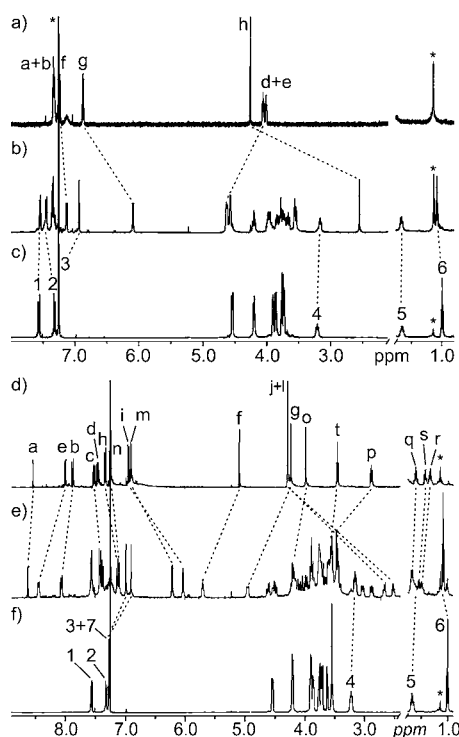 a)
*
h
a+b
f
g
d+e
*
b)
*
c)
1
2
3
4
5
*
6
7.0
6.0
5.0
4.0
3.0
ppm
1.0
d)
j+l
i
m
a
e
b
d
h
c
n
f
g
o
t
p
q
s
r
*
e)
*
f)
3+7
1
2
4
5
*
6
8.0
7.0
6.0
5.0
4.0
3.0
ppm
1.0